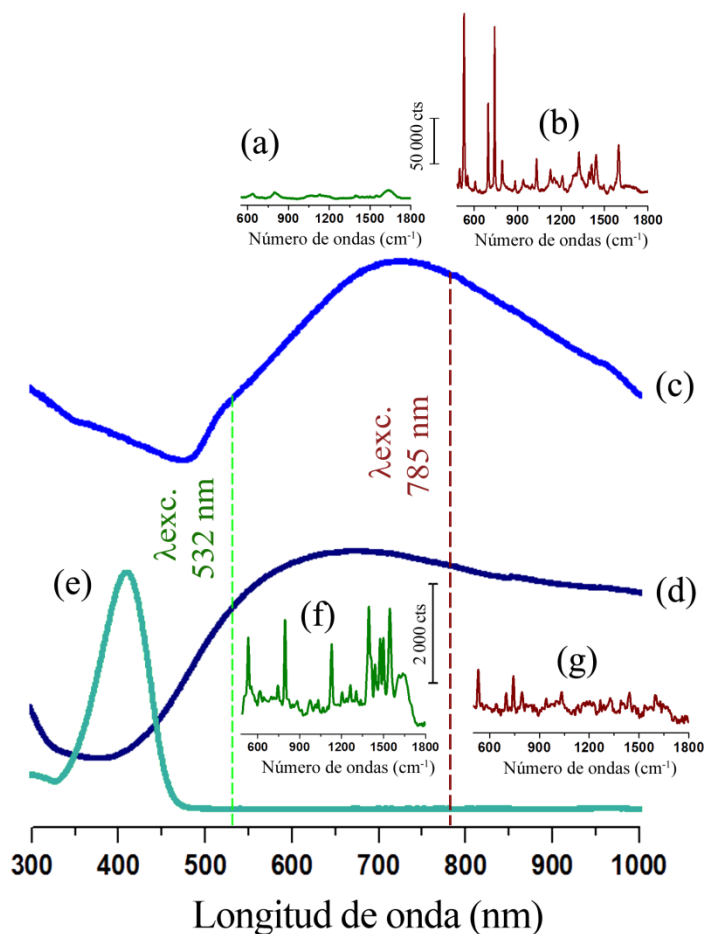 (a)
600 900 1200 1500 1800
Número de ondas (cm-1)
50 000 cts
(b)
600 900 1200 1500 1800
Número de ondas (cm-1)
(c)
λexc.
532 nm
λexc.
785 nm
(e)
(d)
(f)
2 000 cts
600 900 1200 1500 1800
Número de ondas (cm-1)
(g)
600 900 1200 1500 1800
Número de ondas (cm-1)
300 400 500 600 700 800 900 1000
Longitud de onda (nm)